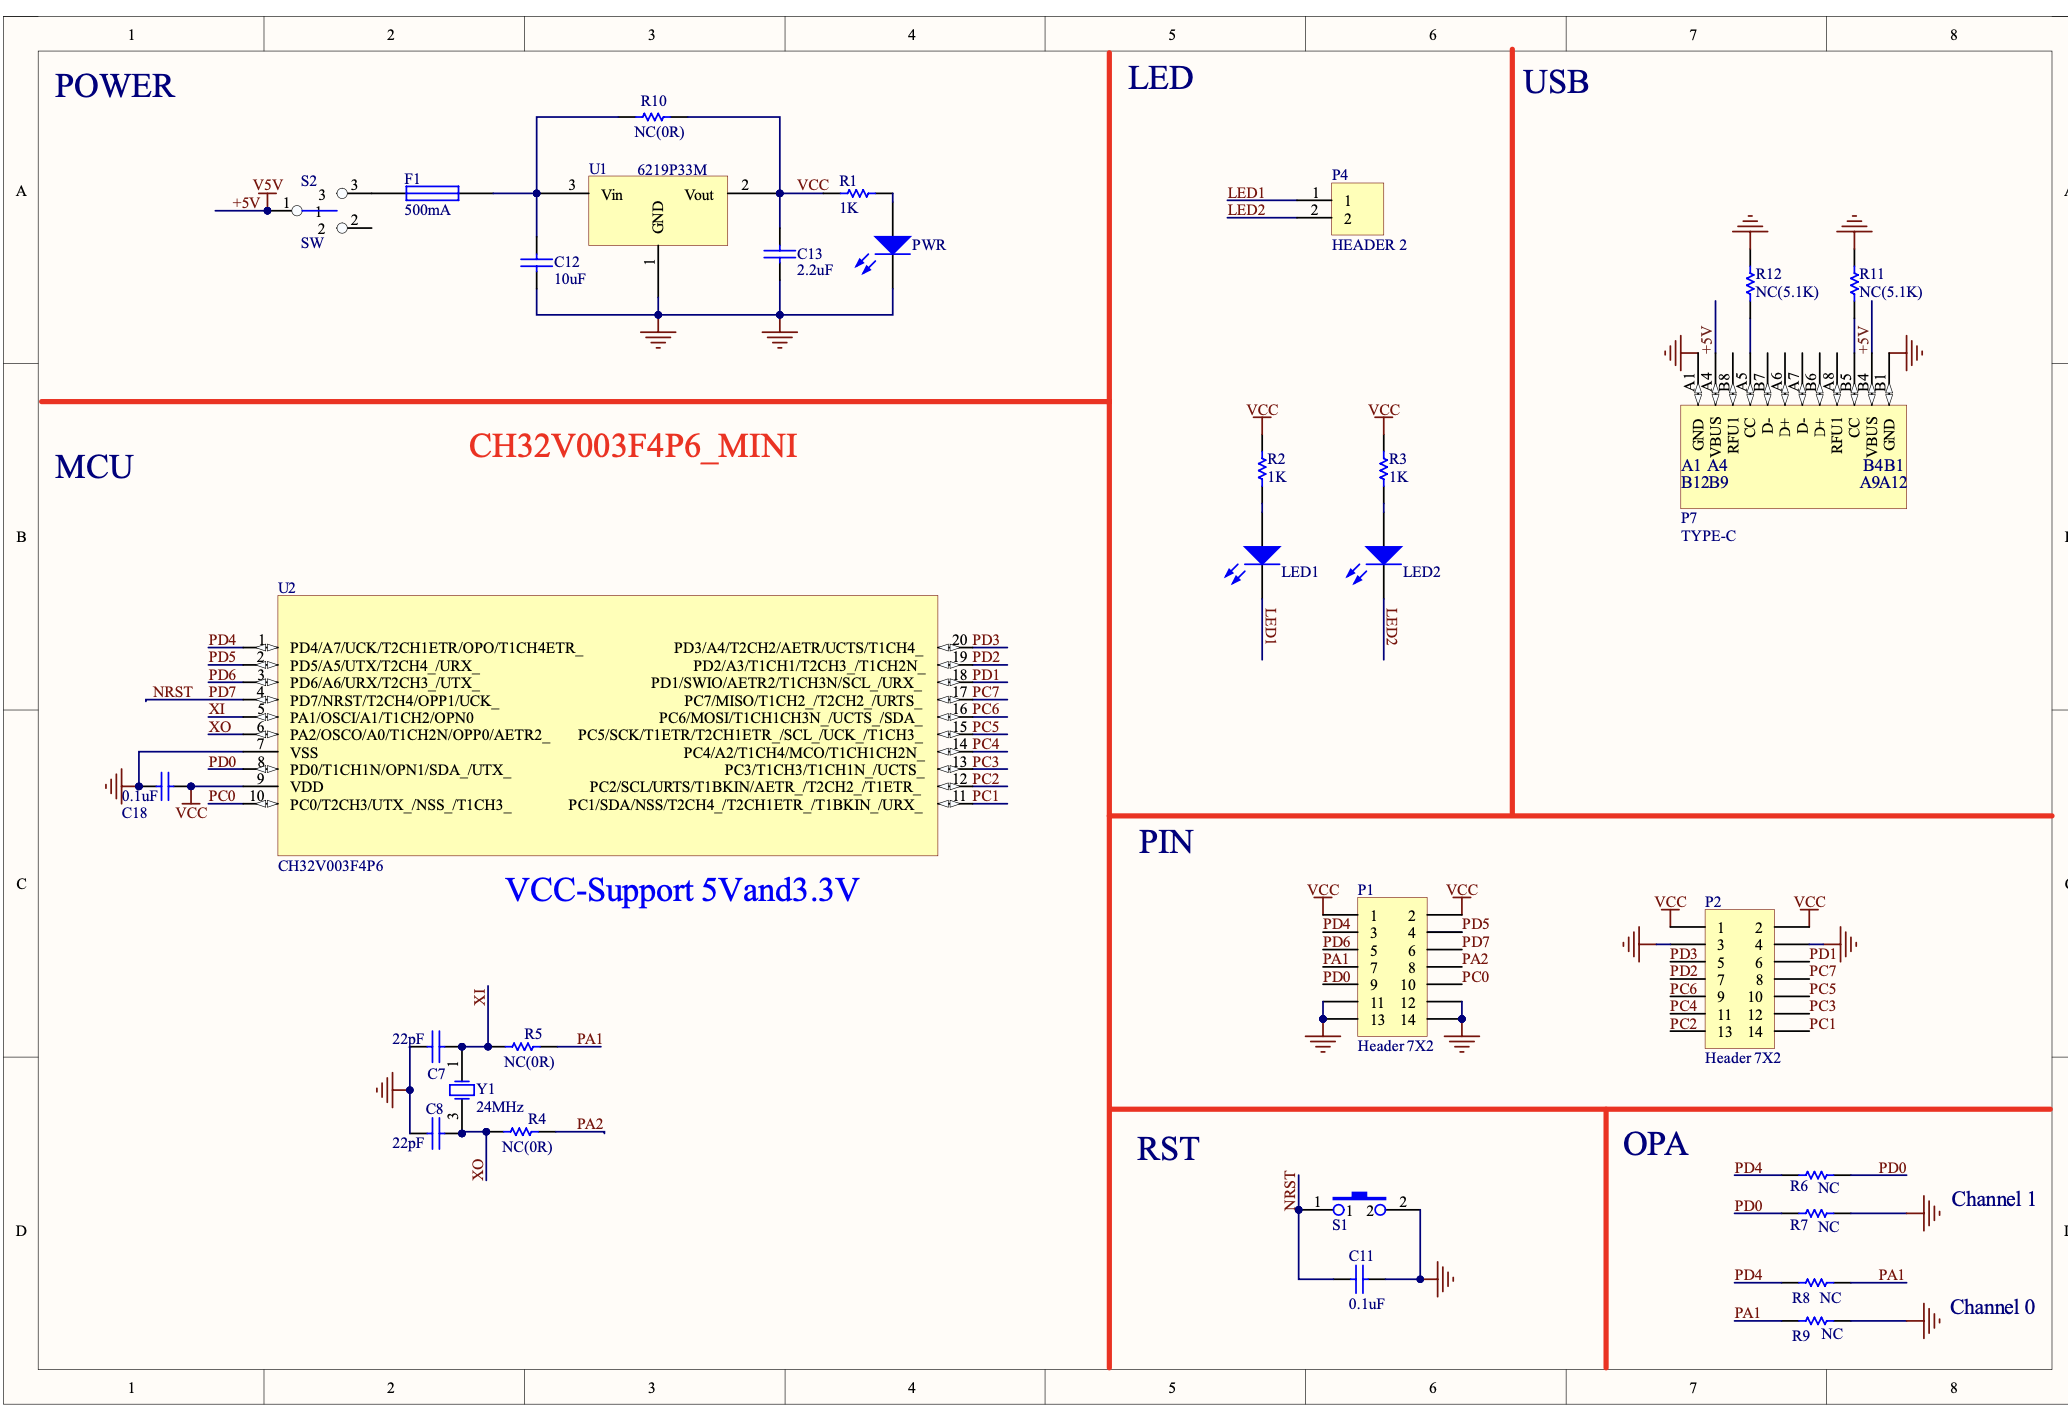 1 2 3 4 5 6 7 8
A
B
C
D
POWER
R10
NC(0R)
U1 6219P33M
3 Vin Vout 2
GND
1
V5V
+5V
S2
1 3 3
1
2 2
SW
F1
500mA
C12
10uF
VCC
R1
1K
C13
2.2uF
PWR
LED
P4
LED1 1 1
LED2 2 2
HEADER 2
VCC VCC
R2
1K
R3
1K
LED1 LED2
LED1 LED2
USB
R12
NC(5.1K)
R11
NC(5.1K)
+5V +5V
A1 A4 B8 A5 B7 A6 A7 B6 A8 B5 B4 B1
GND VBUS RFU1 CC D- D+ D- D+ RFU1 CC VBUS GND
A1 A4 B4B1
B12B9 A9A12
P7
TYPE-C
MCU
CH32V003F4P6_MINI
U2
PD4 1 PD4/A7/UCK/T2CH1ETR/OPO/T1CH4ETR_
PD5 2 PD5/A5/UTX/T2CH4_/URX_
PD6 3 PD6/A6/URX/T2CH3_/UTX_
NRST PD7 4 PD7/NRST/T2CH4/OPP1/UCK_
XI 5 PA1/OSCI/A1/T1CH2/OPN0
XO 6 PA2/OSCO/A0/T1CH2N/OPP0/AETR2_
7 VSS
PD0 8 PD0/T1CH1N/OPN1/SDA_/UTX_
9 VDD
PC0 10 PC0/T2CH3/UTX_/NSS_/T1CH3_
PD3/A4/T2CH2/AETR/UCTS/T1CH4_ 20 PD3
PD2/A3/T1CH1/T2CH3_/T1CH2N_ 19 PD2
PD1/SWIO/AETR2/T1CH3N/SCL_/URX_ 18 PD1
PC7/MISO/T1CH2_/T2CH2_/URTS_ 17 PC7
PC6/MOSI/T1CH1CH3N_/UCTS_/SDA_ 16 PC6
PC5/SCK/T1ETR/T2CH1ETR_/SCL_/UCK_/T1CH3_ 15 PC5
PC4/A2/T1CH4/MCO/T1CH1CH2N_ 14 PC4
PC3/T1CH3/T1CH1N_/UCTS_ 13 PC3
PC2/SCL/URTS/T1BKIN/AETR_/T2CH2_/T1ETR_ 12 PC2
PC1/SDA/NSS/T2CH4_/T2CH1ETR_/T1BKIN_/URX_ 11 PC1
0.1uF
C18
VCC
CH32V003F4P6
VCC-Support 5Vand3.3V
XI
22pF
C7
1
R5
NC(0R)
PA1
Y1
24MHz
C8
22pF
3
R4
NC(0R)
PA2
XO
PIN
VCC P1 VCC
1 2
PD4 3 4 PD5
PD6 5 6 PD7
PA1 7 8 PA2
PD0 9 10 PC0
11 12
13 14
Header 7X2
VCC P2 VCC
1 2
3 4
PD3 5 6 PD1
PD2 7 8 PC7
PC6 9 10 PC5
PC4 11 12 PC3
PC2 13 14 PC1
Header 7X2
RST
NRST
1 1 2 2
S1
C11
0.1uF
OPA
PD4 PD0
R6 NC
Channel 1
PD0
R7 NC
PD4 PA1
R8 NC
Channel 0
PA1
R9 NC
1 2 3 4 5 6 7 8